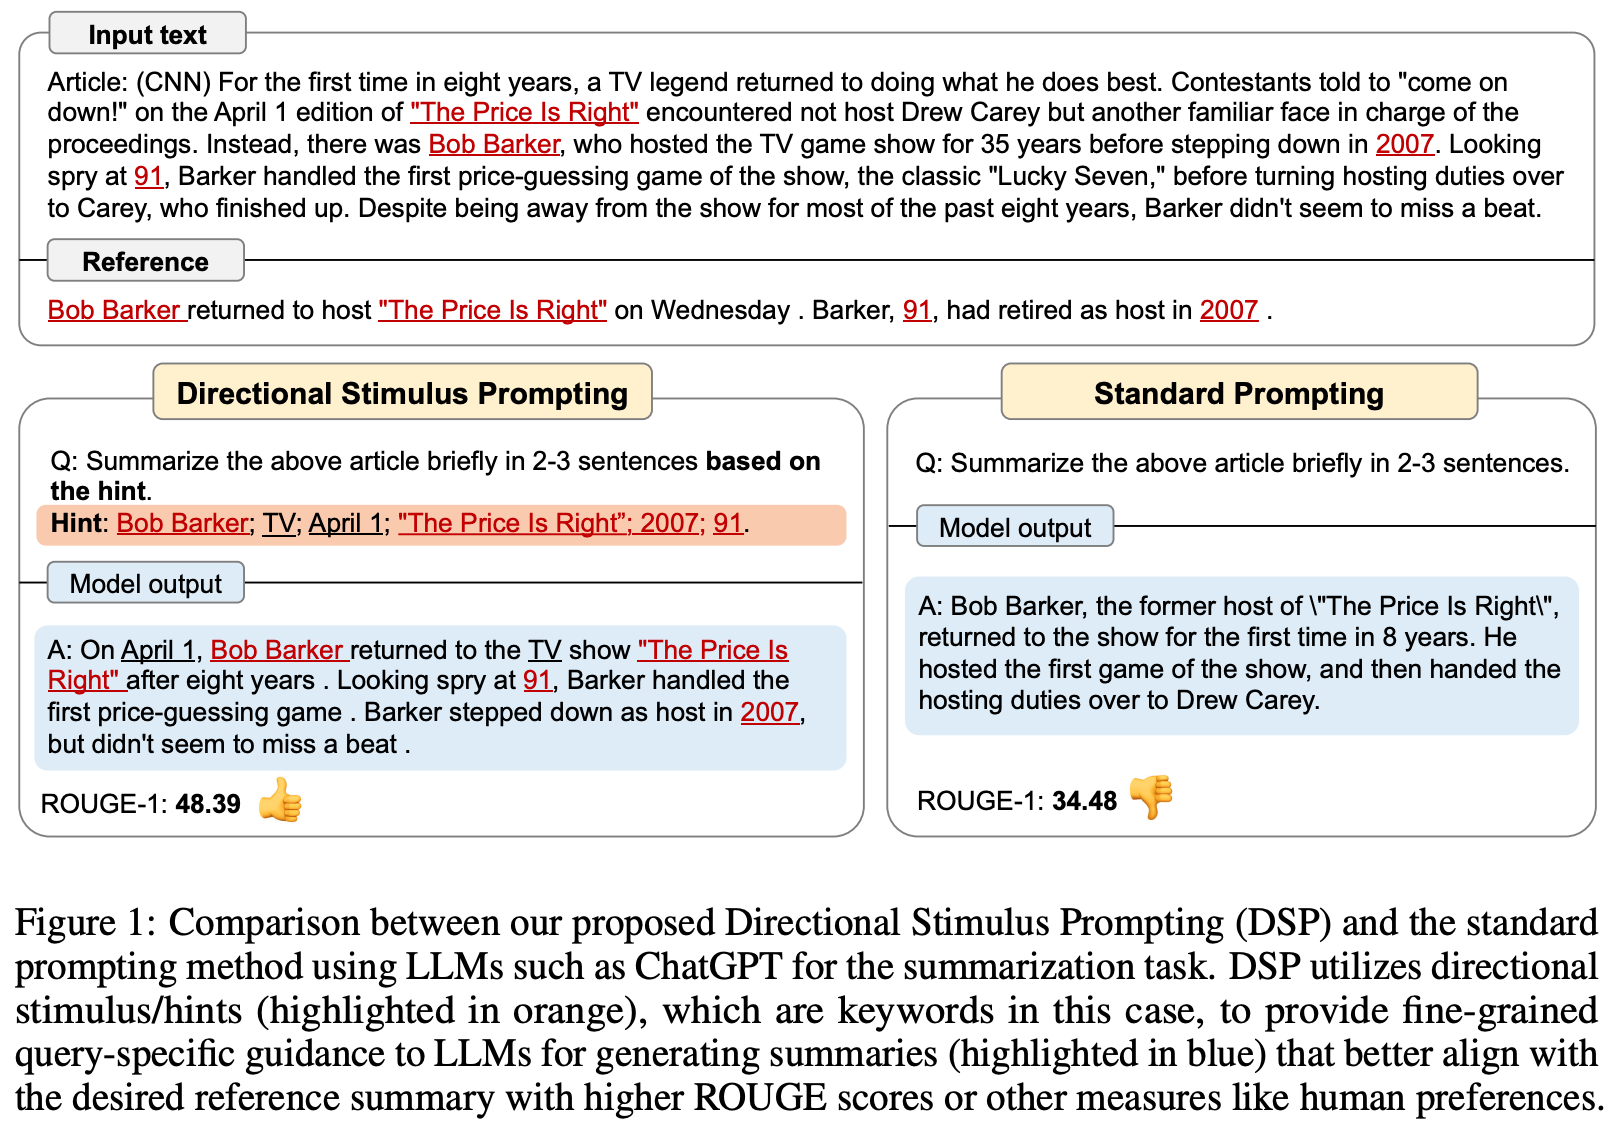 Input text
Article: (CNN) For the first time in eight years, a TV legend returned to doing what he does best. Contestants told to "come on
down!" on the April 1 edition of "The Price Is Right" encountered not host Drew Carey but another familiar face in charge of the
proceedings. Instead, there was Bob Barker, who hosted the TV game show for 35 years before stepping down in 2007. Looking
spry at 91, Barker handled the first price-guessing game of the show, the classic "Lucky Seven," before turning hosting duties over
to Carey, who finished up. Despite being away from the show for most of the past eight years, Barker didn't seem to miss a beat.
Reference
Bob Barker returned to host "The Price Is Right" on Wednesday . Barker, 91, had retired as host in 2007 .
Directional Stimulus Prompting
Q: Summarize the above article briefly in 2-3 sentences based on
the hint.
Hint: Bob Barker; TV; April 1; "The Price Is Right”; 2007; 91.
Model output
A: On April 1, Bob Barker returned to the TV show "The Price Is
Right" after eight years . Looking spry at 91, Barker handled the
first price-guessing game . Barker stepped down as host in 2007,
but didn't seem to miss a beat .
ROUGE-1: 48.39
Standard Prompting
Q: Summarize the above article briefly in 2-3 sentences.
Model output
A: Bob Barker, the former host of \"The Price Is Right\",
returned to the show for the first time in 8 years. He
hosted the first game of the show, and then handed the
hosting duties over to Drew Carey.
ROUGE-1: 34.48
Figure 1: Comparison between our proposed Directional Stimulus Prompting (DSP) and the standard
prompting method using LLMs such as ChatGPT for the summarization task. DSP utilizes directional
stimulus/hints (highlighted in orange), which are keywords in this case, to provide fine-grained
query-specific guidance to LLMs for generating summaries (highlighted in blue) that better align with
the desired reference summary with higher ROUGE scores or other measures like human preferences.